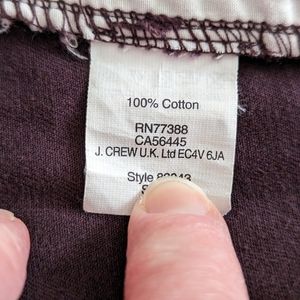 100% Cotton
RN77388
CA56445
J. CREW U.K. Ltd EC4V 6JA
Style